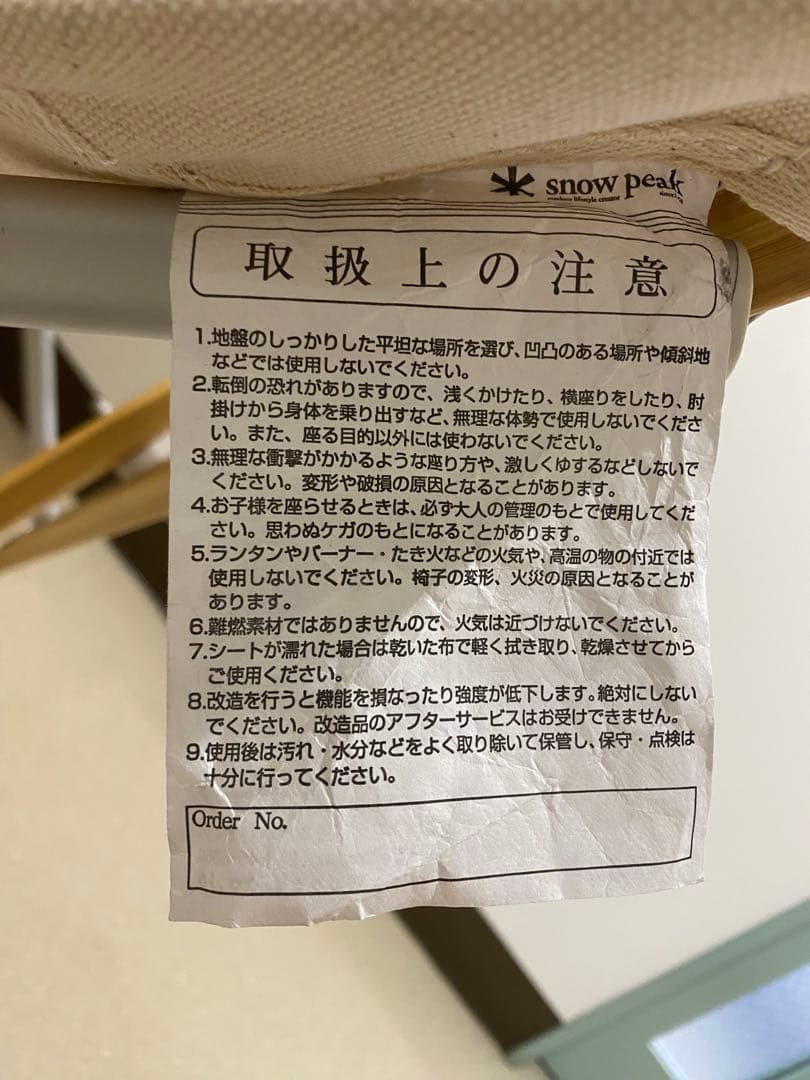 snow peak
outdoor lifestyle creator
取扱上の注意
1.地盤のしっかりした平坦な場所を選び、凹凸のある場所や傾斜地
などでは使用しないでください。
2.転倒の恐れがありますので、浅くかけたり、横座りをしたり、肘
掛けから身体を乗り出すなど、無理な体勢で使用しないでくださ
い。また、座る目的以外には使わないでください。
3.無理な衝撃がかかるような座り方や、激しくゆするなどしないで
ください。変形や破損の原因となることがあります。
4.お子様を座らせるときは、必ず大人の管理のもとで使用してくだ
さい。思わぬケガのもとになることがあります。
5.ランタンやバーナー・たき火などの火気や、高温の物の付近では
使用しないでください。椅子の変形、火災の原因となることが
あります。
6.難燃素材ではありませんので、火気は近づけないでください。
7.シートが濡れた場合は乾いた布で軽く拭き取り、乾燥させてから
ご使用ください。
8.改造を行うと機能を損なったり強度が低下します。絶対にしない
でください。改造品のアフターサービスはお受けできません。
9.使用後は汚れ・水分などをよく取り除いて保管し、保守・点検は
十分に行ってください。
Order No.